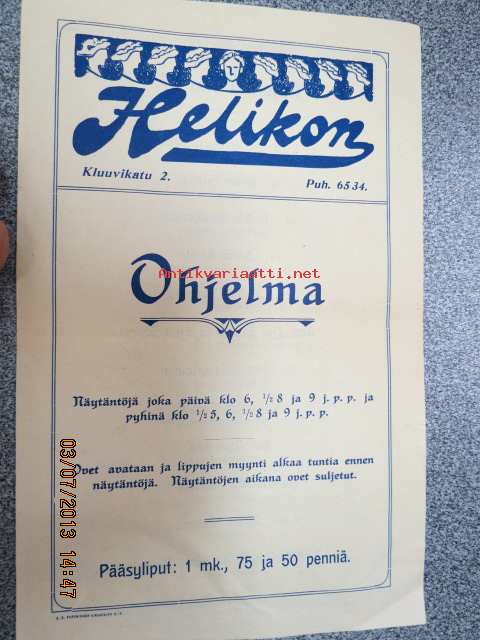 Helikon
Kluuvikatu 2.
Puh. 65 34.
Antikvariaatti.net
Ohjelma
Näytäntöjä joka päivä klo 6, 1/2 8 ja 9 j. p. p. ja
pyhinä klo 1/2 5, 6, 1/2 8 ja 9 j. p. p.
Ovet avataan ja lippujen myynti alkaa tuntia ennen
näytäntöjä. Näytäntöjen aikana ovet suljetut.
Pääsyliput: 1 mk., 75 ja 50 penniä.
03/07/2013 14:47